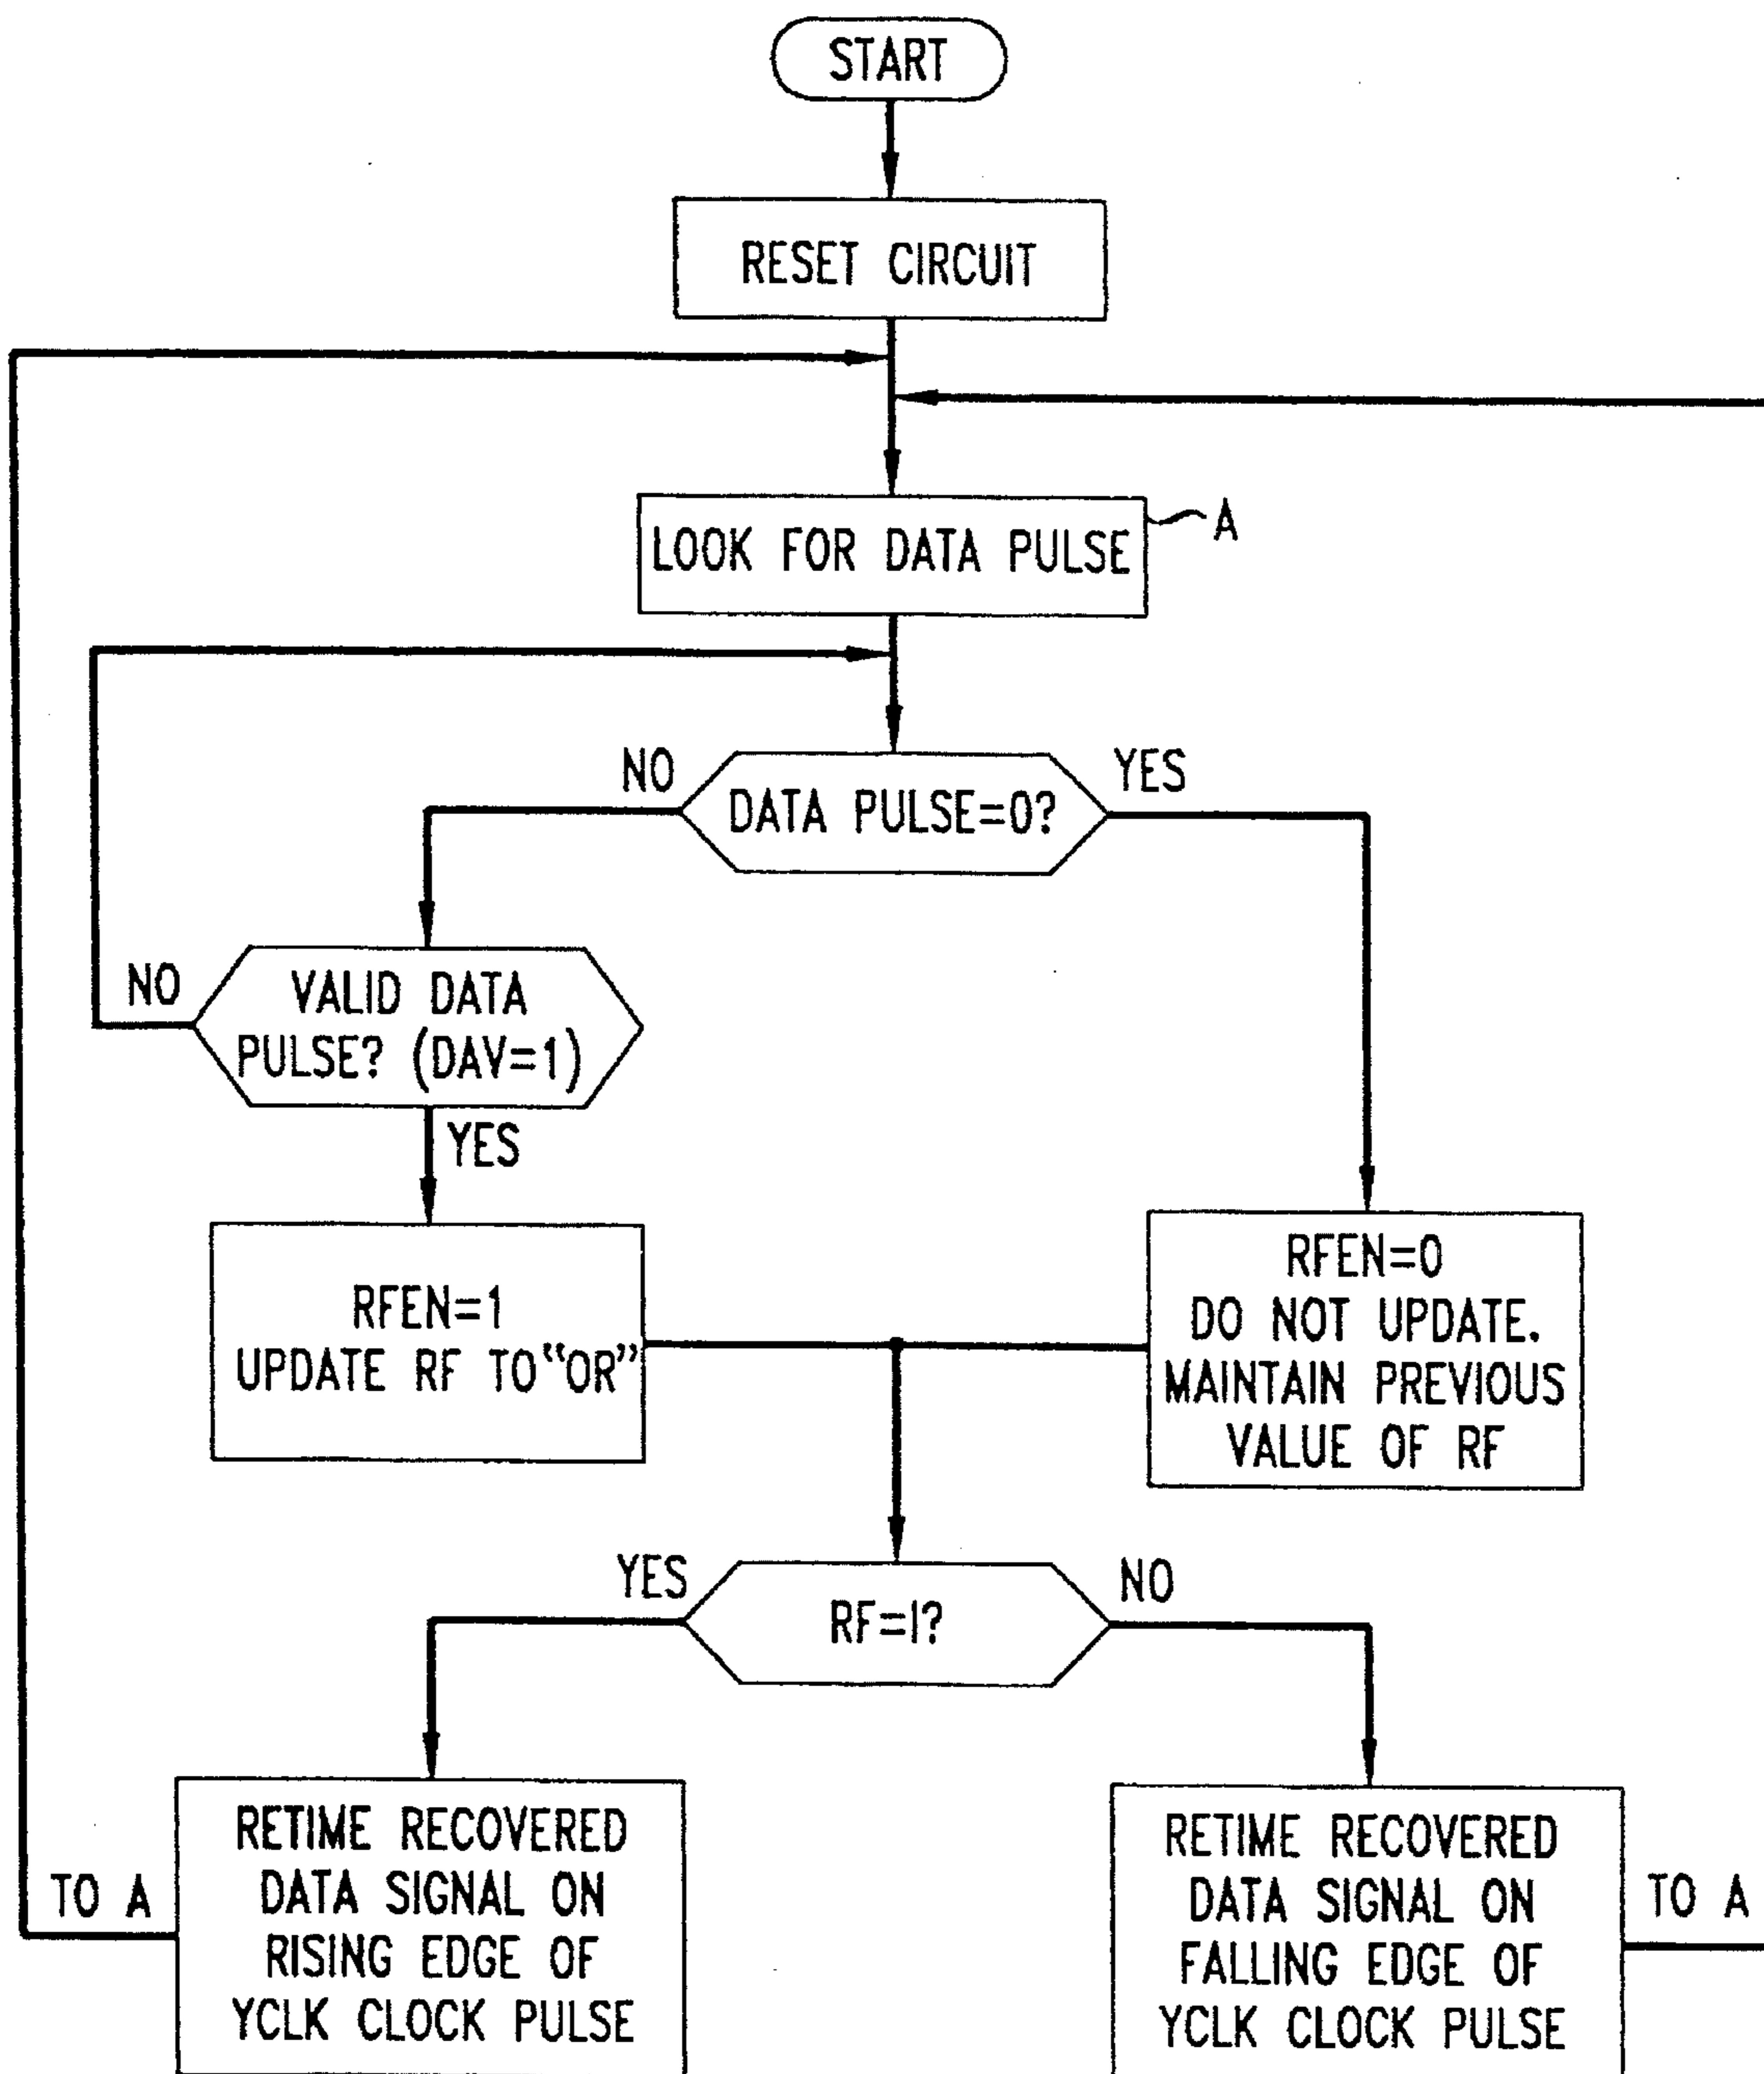 START
RESET CIRCUIT
LOOK FOR DATA PULSE
A
NO
YES
DATA PULSE=0?
NO
VALID DATA
PULSE? (DAV=1)
YES
RFEN=1
UPDATE RF TO "OR"
RFEN=0
DO NOT UPDATE.
MAINTAIN PREVIOUS
VALUE OF RF
YES
NO
RF=1?
TO A
RETIME RECOVERED
DATA SIGNAL ON
RISING EDGE OF
YCLK CLOCK PULSE
RETIME RECOVERED
DATA SIGNAL ON
FALLING EDGE OF
YCLK CLOCK PULSE
TO A